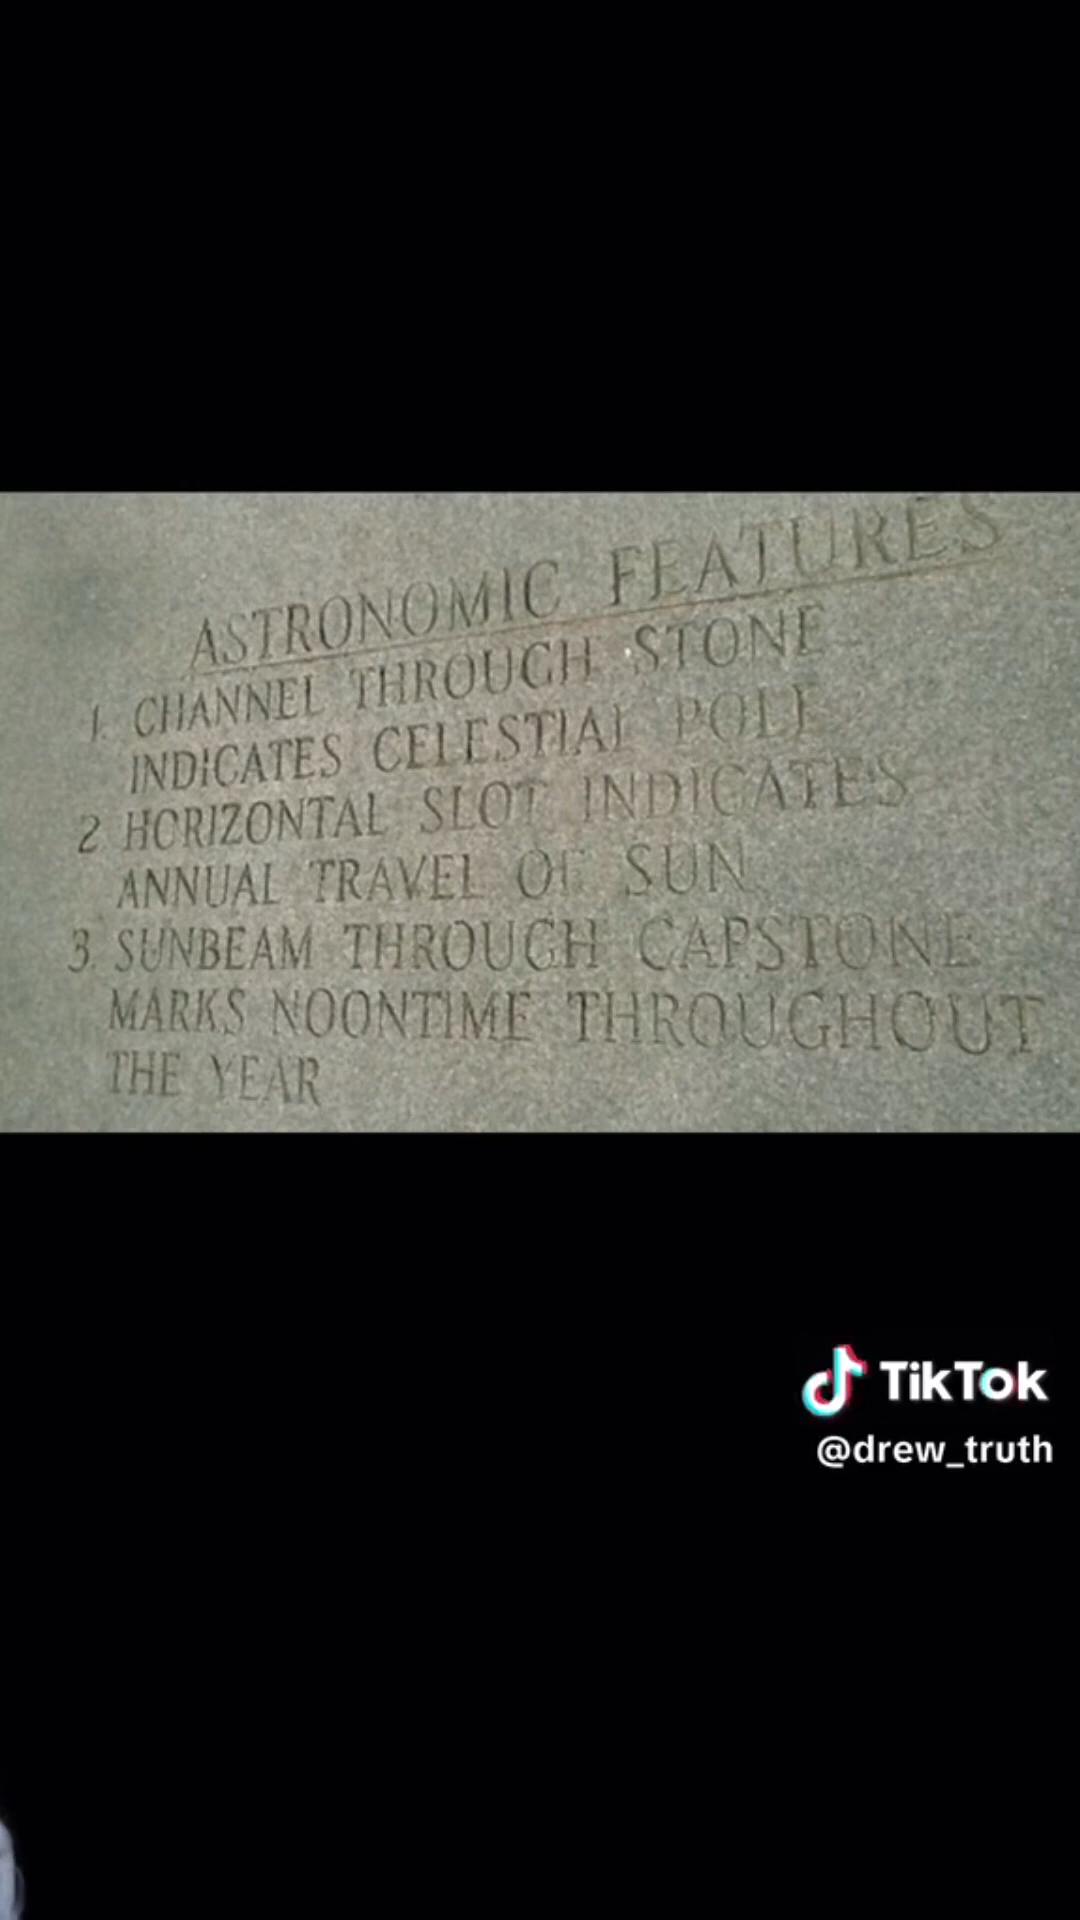 ASTRONOMIC FEATURES
1. CHANNEL THROUGH STONE
INDICATES CELESTIAL POLE
2 HORIZONTAL SLOT INDICATES
ANNUAL TRAVEL OF SUN
3. SUNBEAM THROUGH CAPSTONE
MARKS NOONTIME THROUGHOUT
THE YEAR
TikTok
@drew_truth